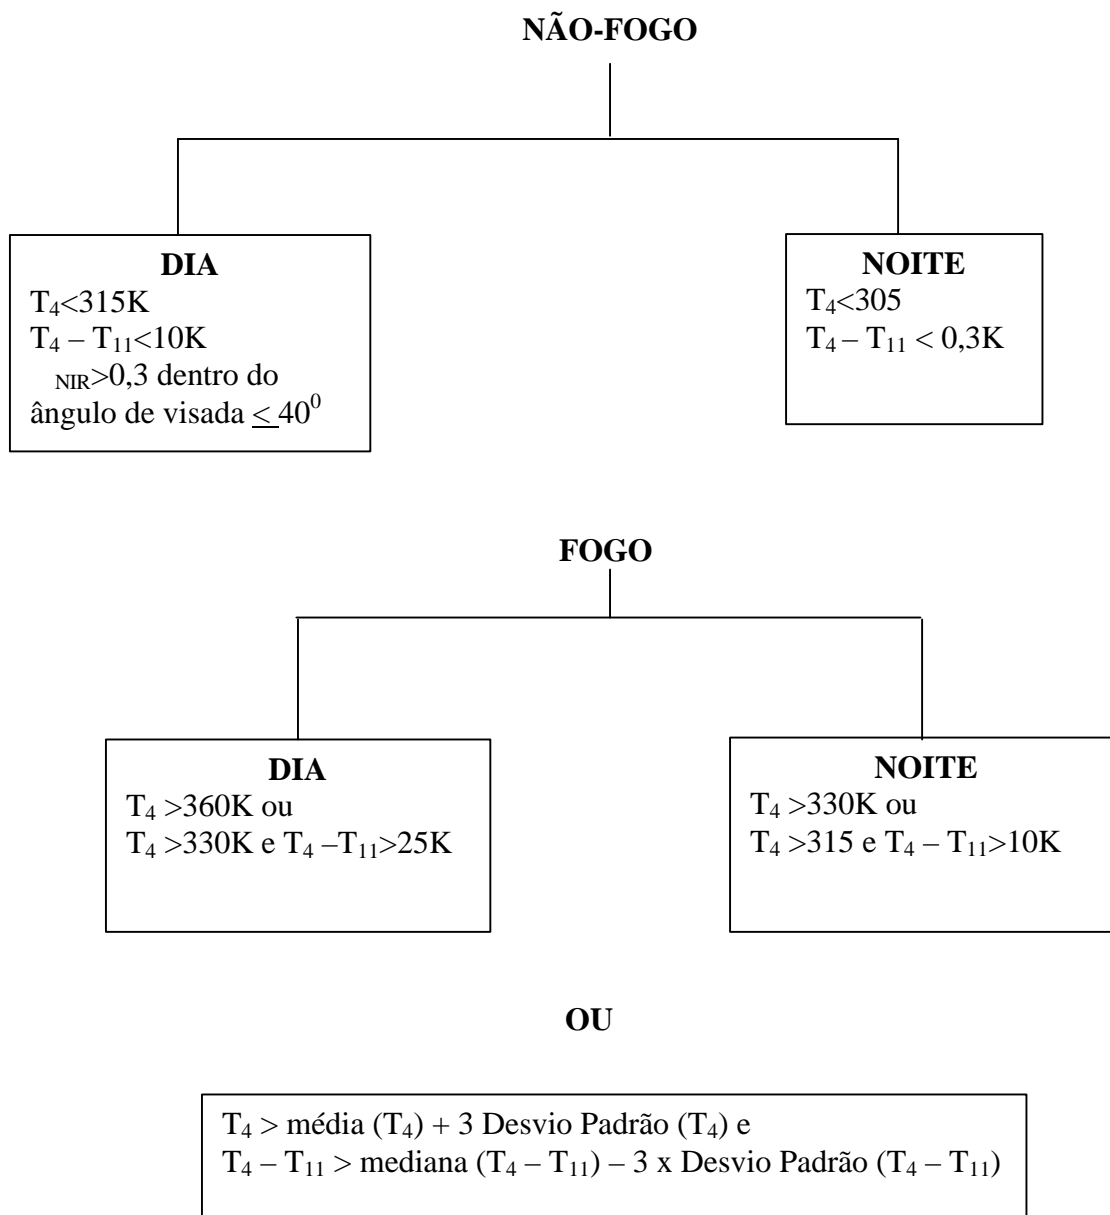 NÃO-FOGO
DIA
T₄<315K
T₄ – T₁₁<10K
NIR>0,3 dentro do
ângulo de visada < 40⁰
NOITE
T₄<305
T₄ – T₁₁ < 0,3K
FOGO
DIA
T₄ >360K ou
T₄ >330K e T₄ –T₁₁>25K
NOITE
T₄ >330K ou
T₄ >315 e T₄ – T₁₁>10K
OU
T₄ > média (T₄) + 3 Desvio Padrão (T₄) e
T₄ – T₁₁ > mediana (T₄ – T₁₁) – 3 x Desvio Padrão (T₄ – T₁₁)